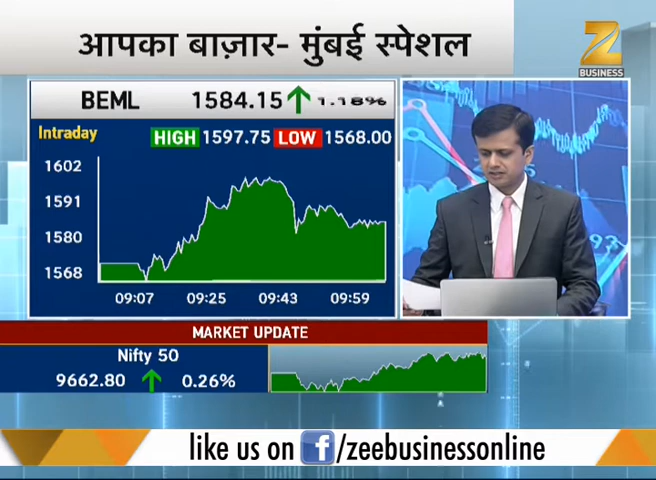 आपका बाज़ार- मुंबई स्पेशल
BUSINESS
BEML 1584.15 1.18%
Intraday HIGH 1597.75 LOW 1568.00
1602
1591
1580
1568
09:07 09:25 09:43 09:59
MARKET UPDATE
Nifty 50
9662.80 0.26%
like us on f/zeebusinessonline